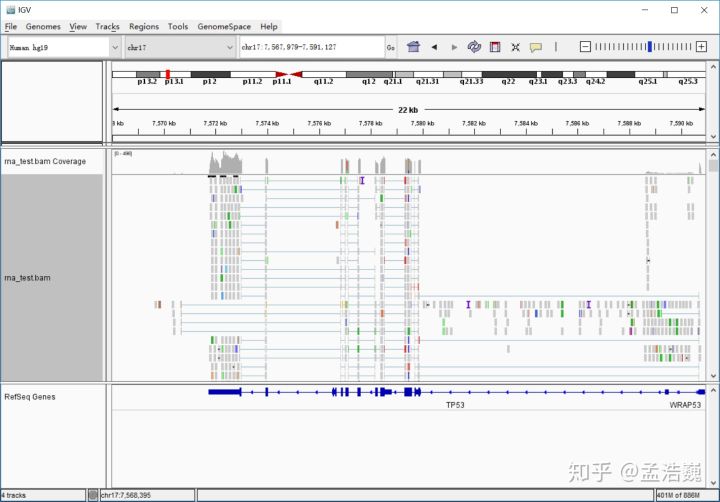 IGV
File Genomes View Tracks Regions Tools GenomeSpace Help
Human hg19 chr17 chr17:7,567,979-7,591,127 Go
p13.2 p13.1 p12 p11.2 p11.1 q11.2 q12 q21.1 q21.31 q21.33 q22 q23.1 q23.3 q24.2 q25.1 q25.3
22 kb
8 kb 7,570 kb 7,572 kb 7,574 kb 7,576 kb 7,578 kb 7,580 kb 7,582 kb 7,584 kb 7,586 kb 7,588 kb 7,590 kb
rna_test.bam Coverage
[0 - 496]
rna_test.bam
RefSeq Genes
TP53 WRAP53
知乎 @孟浩巍
4 tracks chr17:7,568,395 401M of 886M